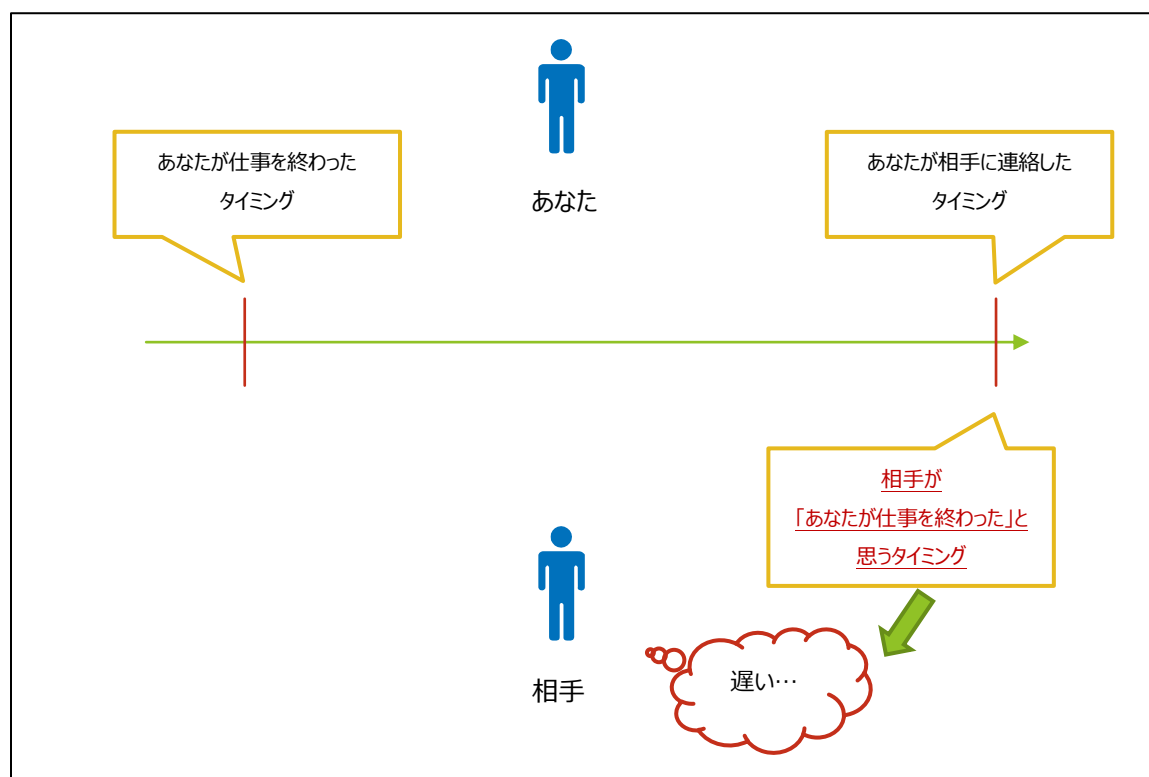 あなたが仕事を終わった
タイミング
あなた
あなたが相手に連絡した
タイミング
相手が
「あなたが仕事を終わった」と
思うタイミング
相手
遅い…